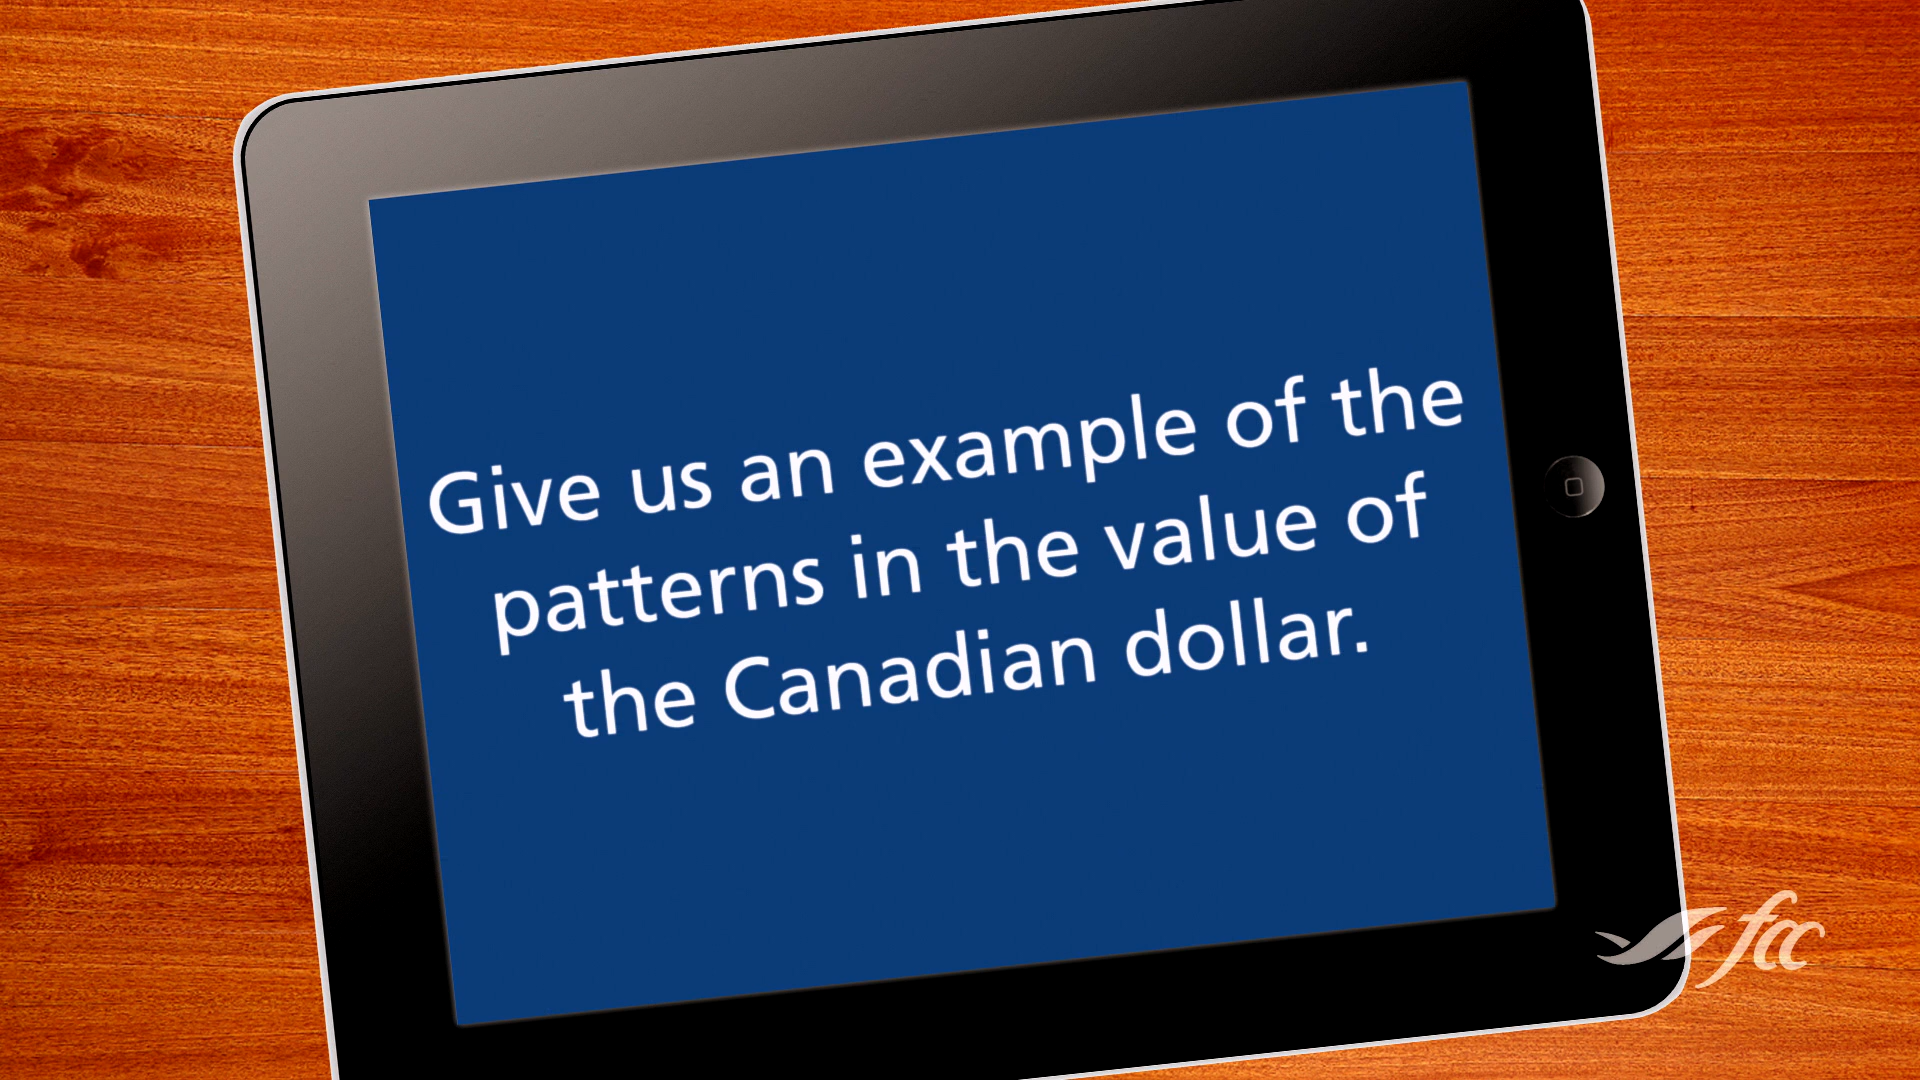 Give us an example of the
patterns in the value of
the Canadian dollar.
fcc